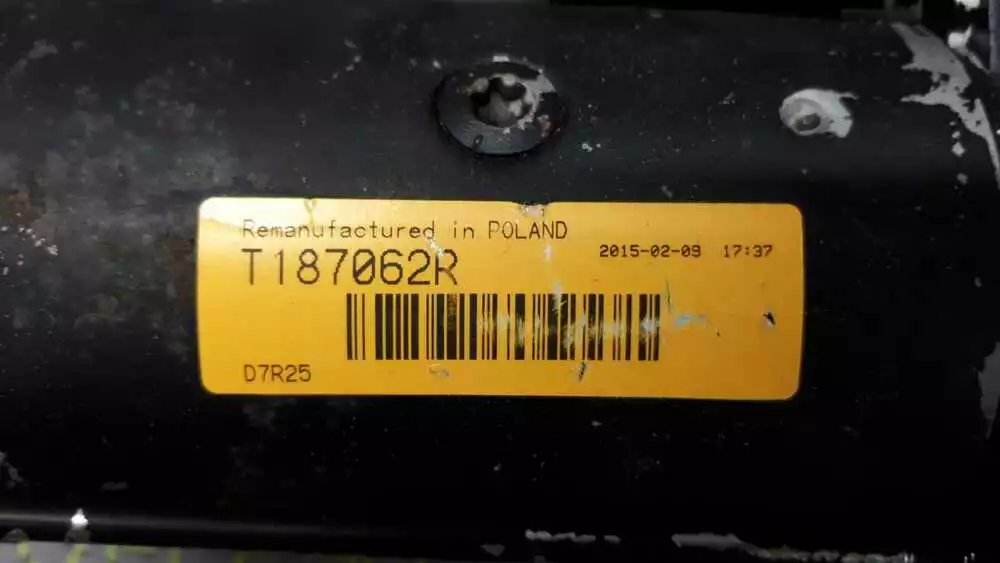 Remanufactured in POLAND
T187062R
2015-02-09 17:37
D7R25